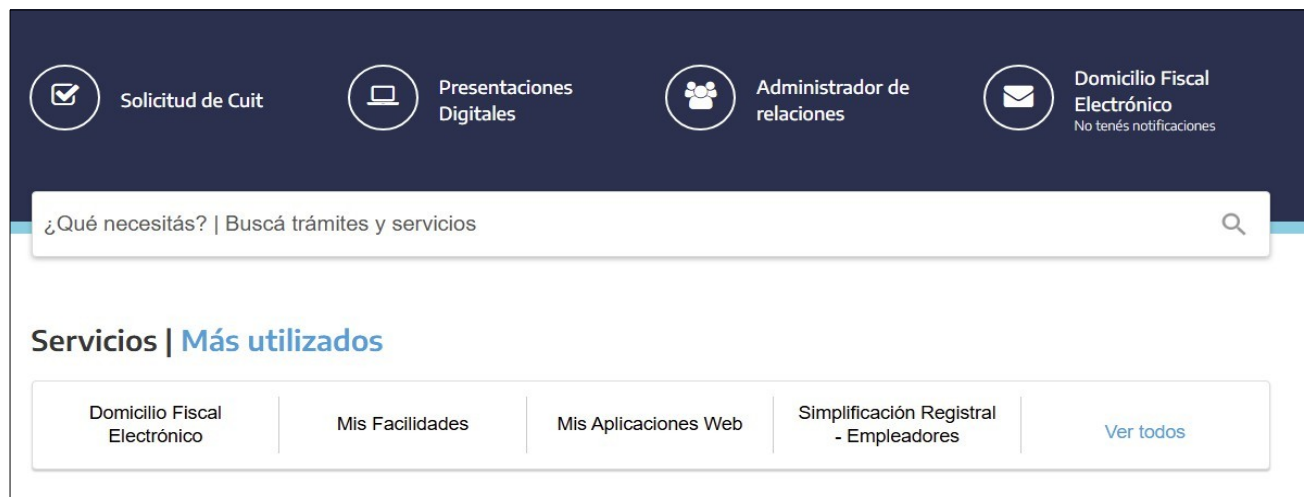 Solicitud de Cuit
Presentaciones
Digitales
Administrador de
relaciones
Domicilio Fiscal
Electrónico
No tenés notificaciones
¿Qué necesitás? | Buscá trámites y servicios
Servicios | Más utilizados
Domicilio Fiscal
Electrónico
Mis Facilidades
Mis Aplicaciones Web
Simplificación Registral
- Empleadores
Ver todos